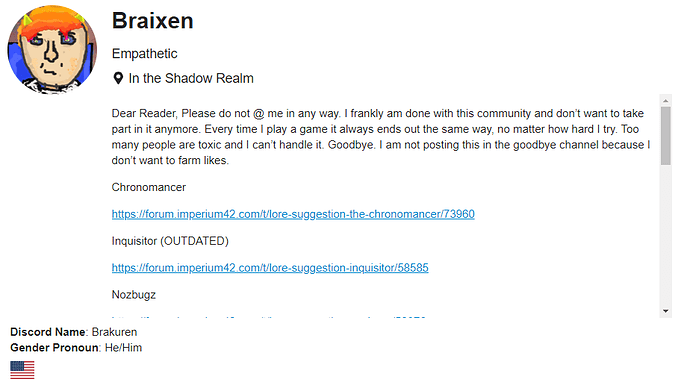 Braixen
Empathetic
In the Shadow Realm
Dear Reader, Please do not @ me in any way. I frankly am done with this community and don’t want to take
part in it anymore. Every time I play a game it always ends out the same way, no matter how hard I try. Too
many people are toxic and I can’t handle it. Goodbye. I am not posting this in the goodbye channel because I
don’t want to farm likes.
Chronomancer
https://forum.imperium42.com/t/lore-suggestion-the-chronomancer/73960
Inquisitor (OUTDATED)
https://forum.imperium42.com/t/lore-suggestion-inquisitor/58585
Nozbugz
Discord Name: Brakuren
Gender Pronoun: He/Him